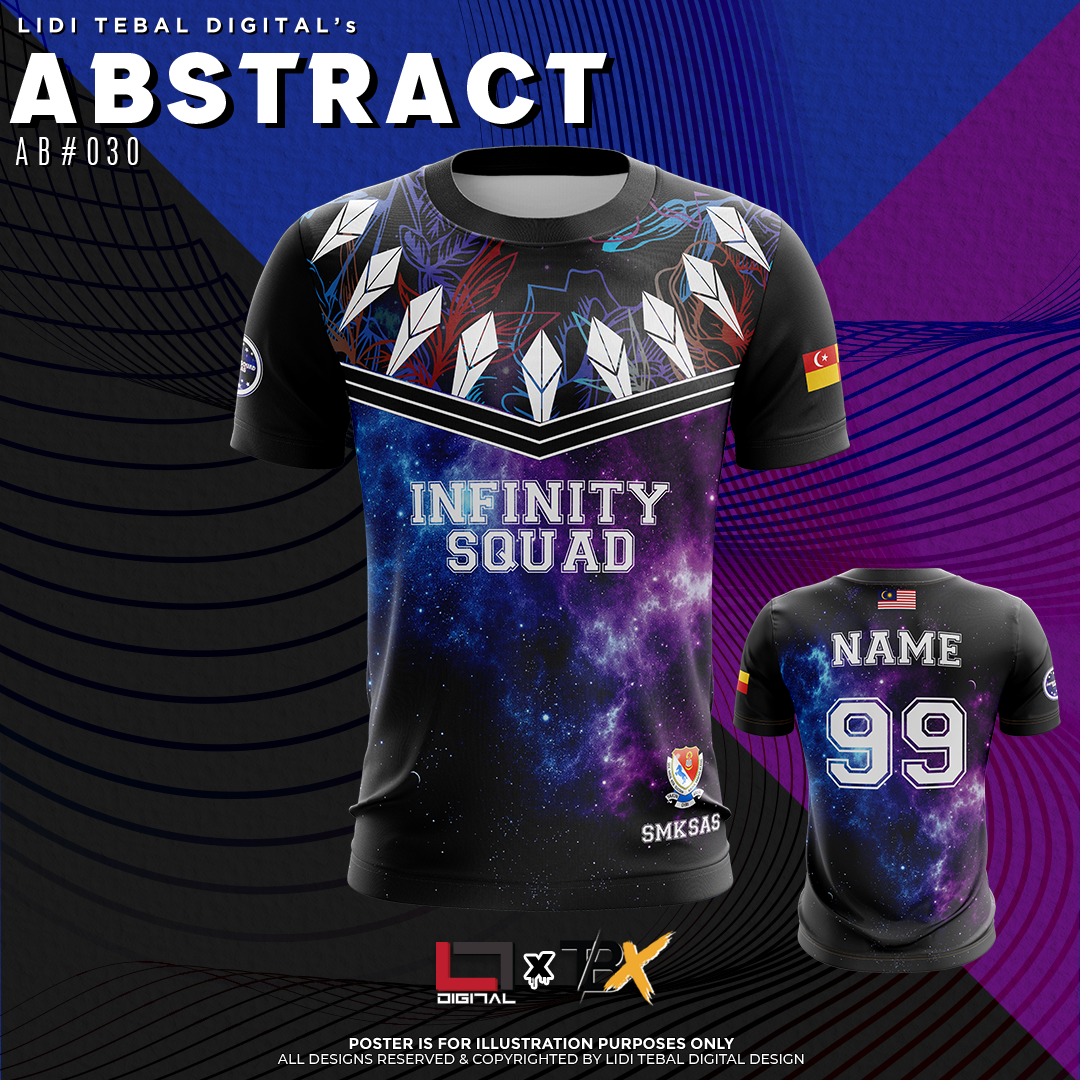 LIDI TEBAL DIGITAL's
ABSTRACT
AB#030
INFINITY
SQUAD
SMKSAS
NAME
99
DIGITAL
X
TBX
POSTER IS FOR ILLUSTRATION PURPOSES ONLY
ALL DESIGNS RESERVED & COPYRIGHTED BY LIDI TEBAL DIGITAL DESIGN